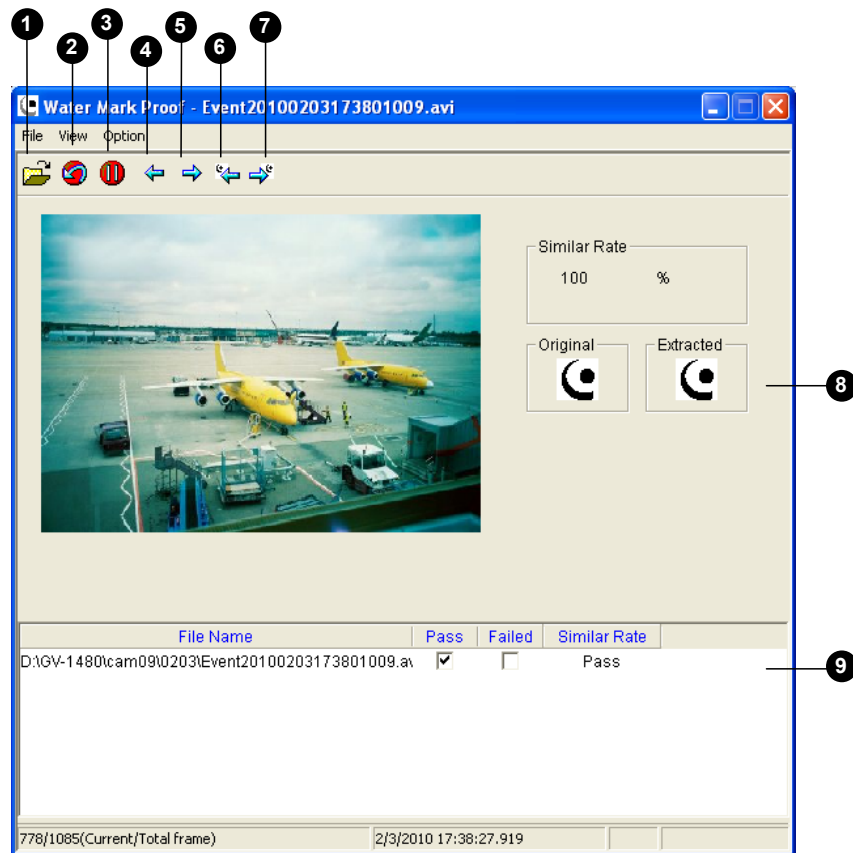 1
2
3
4
5
6
7
Water Mark Proof - Event20100203173801009.avi
File View Option
Similar Rate
100 %
Original Extracted
8
File Name Pass Failed Similar Rate
D:\GV-1480\cam09\0203\Event20100203173801009.av Pass
9
778/1085(Current/Total frame) 2/3/2010 17:38:27.919